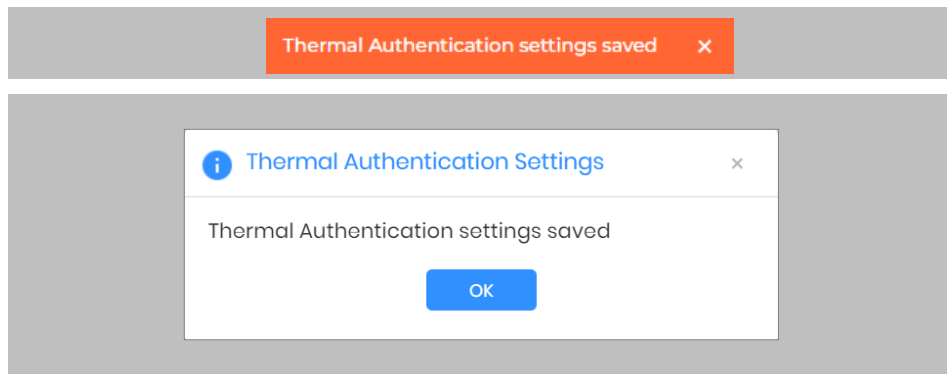 Thermal Authentication settings saved ×
i Thermal Authentication Settings ×
Thermal Authentication settings saved
OK